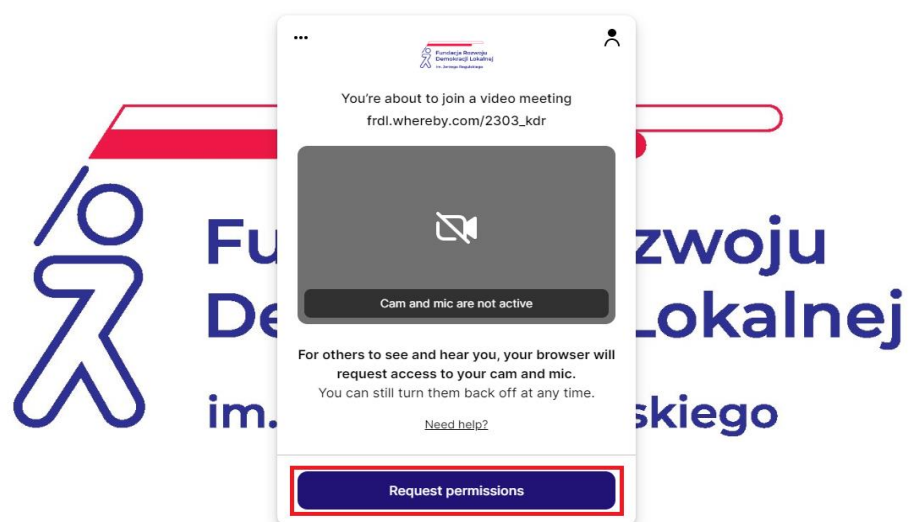 Fundacja Rozwoju
Demokracji Lokalnej
im. Jerzego Regulskiego
You're about to join a video meeting
frdl.whereby.com/2303_kdr
Cam and mic are not active
For others to see and hear you, your browser will
request access to your cam and mic.
You can still turn them back off at any time.
Need help?
Request permissions
Fu zwoju
De Lokalnej
im. skiego